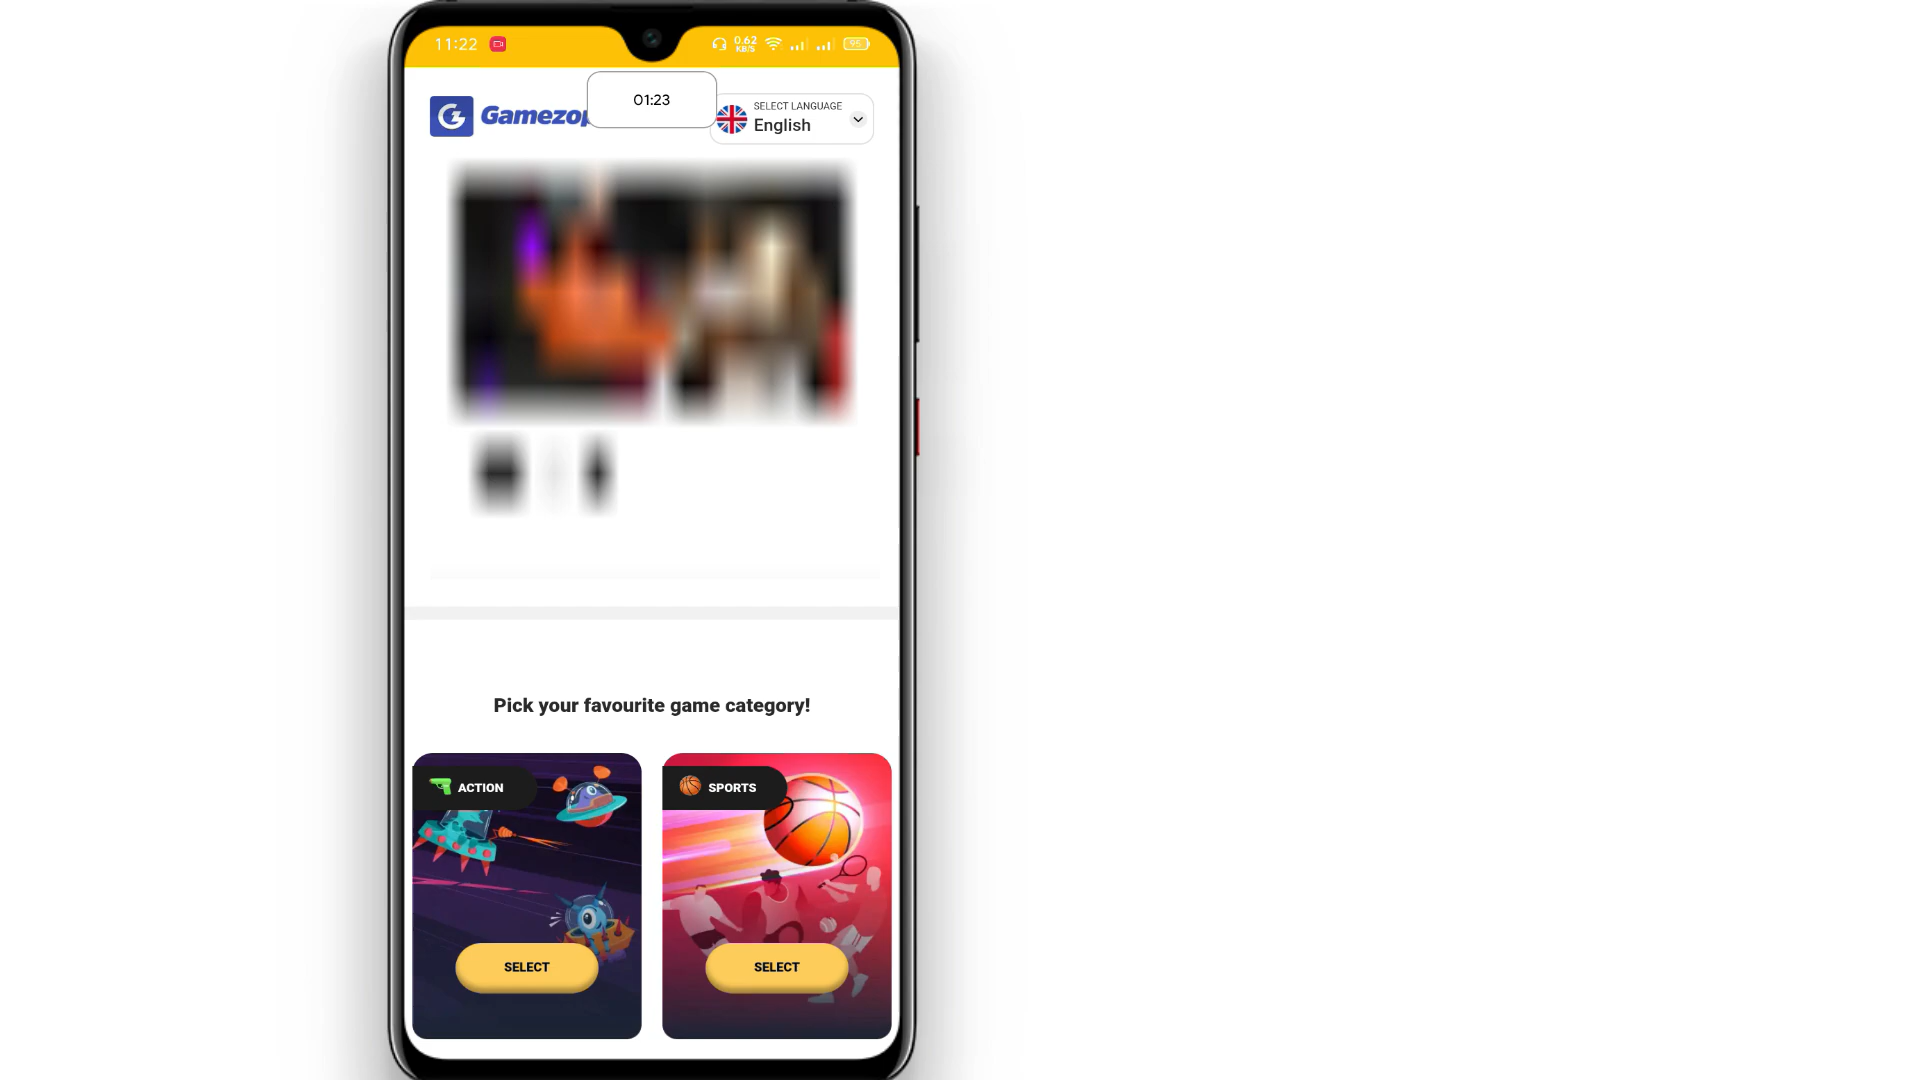 11:22
0.62
KB/S
95
01:23
Gamezop
SELECT LANGUAGE
English
Pick your favourite game category!
ACTION
SPORTS
SELECT
SELECT